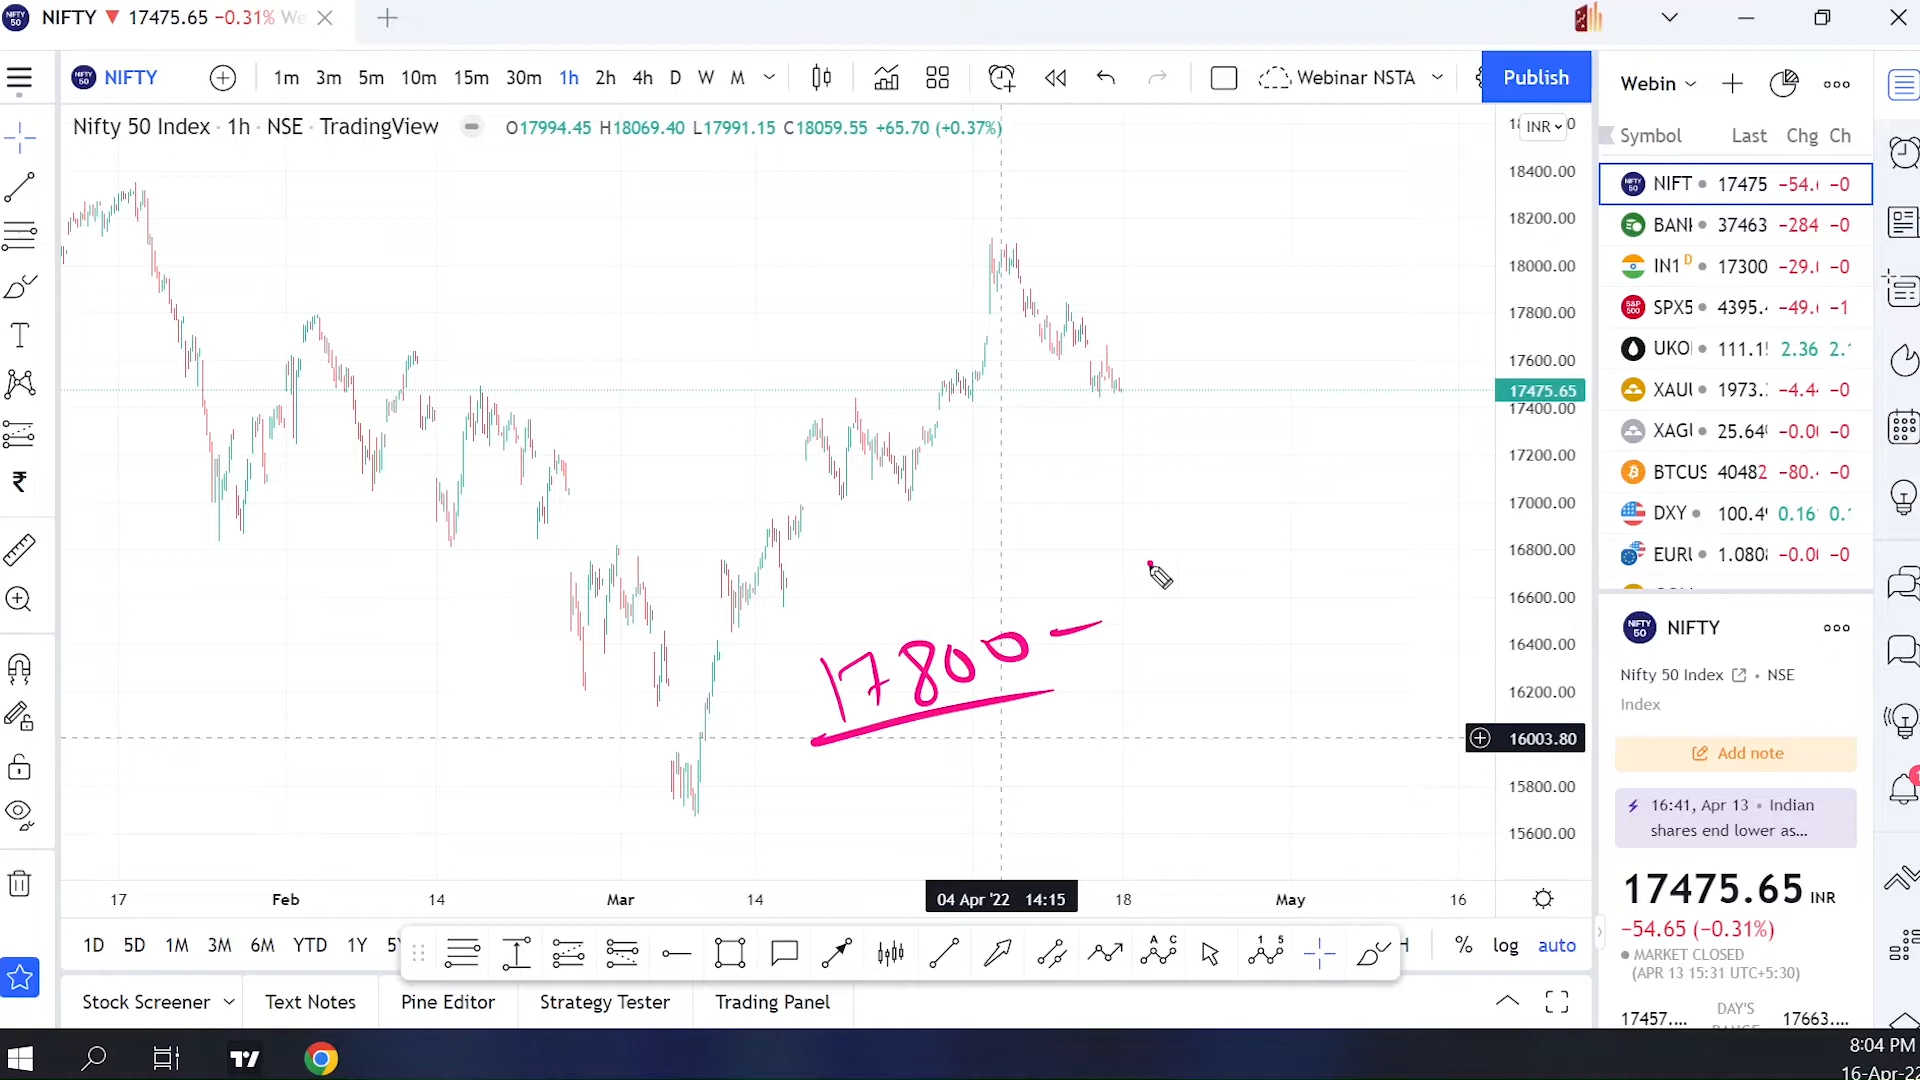 NIFTY 17475.65 −0.31%
NIFTY
1m 3m 5m 10m 15m 30m 1h 2h 4h D W M
Webinar NSTA
Publish
Nifty 50 Index · 1h · NSE · TradingView
O17994.45 H18069.40 L17991.15 C18059.55 +65.70 (+0.37%)
INR
18400.00
18200.00
18000.00
17800.00
17600.00
17475.65
17400.00
17200.00
17000.00
16800.00
16600.00
16400.00
16200.00
16003.80
15800.00
15600.00
17800 –
17 Feb 14 Mar 14 04 Apr '22 14:15 18 May 16
1D 5D 1M 3M 6M YTD 1Y
% log auto
Stock Screener Text Notes Pine Editor Strategy Tester Trading Panel
Webin
Symbol Last Chg Ch
NIFT 17475 −54. −0
BANI 37463 −284 −0
IN1 D 17300 −29. −0
SPX5 4395. −49. −1
UKO 111.1 2.36 2.
XAU 1973. −4.4 −0
XAG 25.64 −0.0 −0
BTCUS 40482 −80. −0
DXY 100.4 0.16 0.
EUR 1.080 −0.0 −0
NIFTY
Nifty 50 Index • NSE
Index
Add note
16:41, Apr 13 • Indian
shares end lower as...
17475.65 INR
−54.65 (−0.31%)
MARKET CLOSED
(APR 13 15:31 UTC+5:30)
17457.... DAY'S 17663....
8:04 PM
16-Apr-22